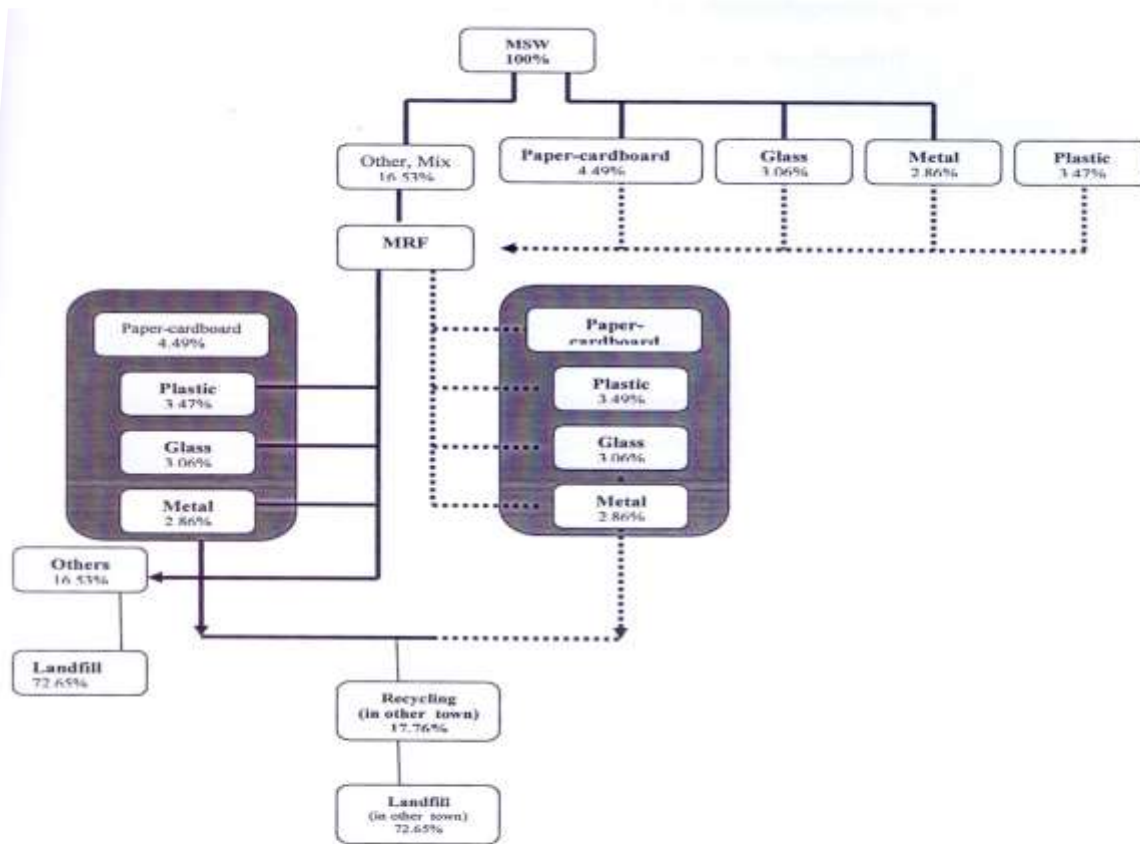 MSW
100%
Other, Mix
16.53%
Paper-cardboard
4.49%
Glass
3.06%
Metal
2.86%
Plastic
3.47%
MRF
Paper-cardboard
4.49%
Plastic
3.47%
Glass
3.06%
Metal
2.86%
Paper-
cardboard
Plastic
3.49%
Glass
3.06%
Metal
2.86%
Others
16.53%
Landfill
72.65%
Recycling
(in other town)
17.76%
Landfill
(in other town)
72.65%